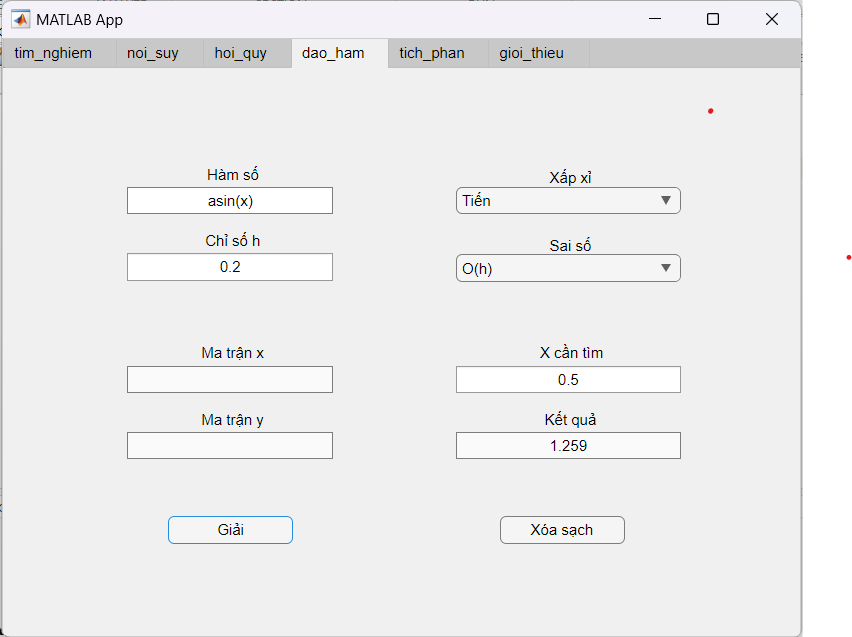 MATLAB App
tim_nghiem noi_suy hoi_quy dao_ham tich_phan gioi_thieu
Hàm số
asin(x)
Xấp xỉ
Tiến
Chỉ số h
0.2
Sai số
O(h)
Ma trận x
X cần tìm
0.5
Ma trận y
Kết quả
1.259
Giải
Xóa sạch